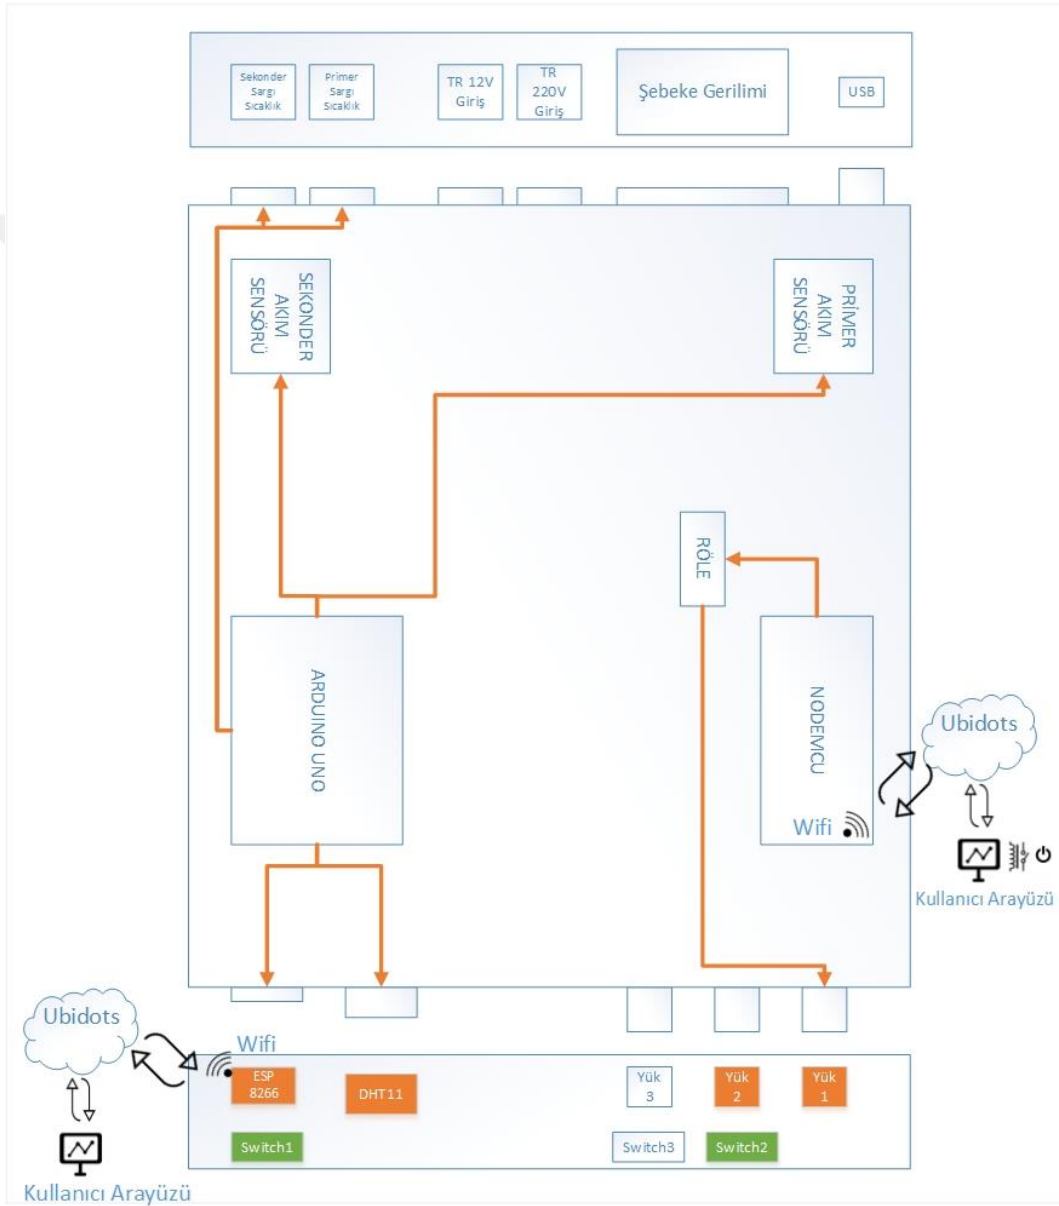 Sekonder
Sargı
Sıcaklık
Primer
Sargı
Sıcaklık
TR 12V
Giriş
TR
220V
Giriş
Şebeke Gerilimi
USB
SEKONDER
AKIM
SENSÖRÜ
PRİMER
AKIM
SENSÖRÜ
RÖLE
ARDUINO UNO
NODEMCU
Wifi
Ubidots
Kullanıcı Arayüzü
Ubidots
Wifi
ESP
8266
DHT11
Yük
3
Yük
2
Yük
1
Switch1
Switch3
Switch2
Kullanıcı Arayüzü